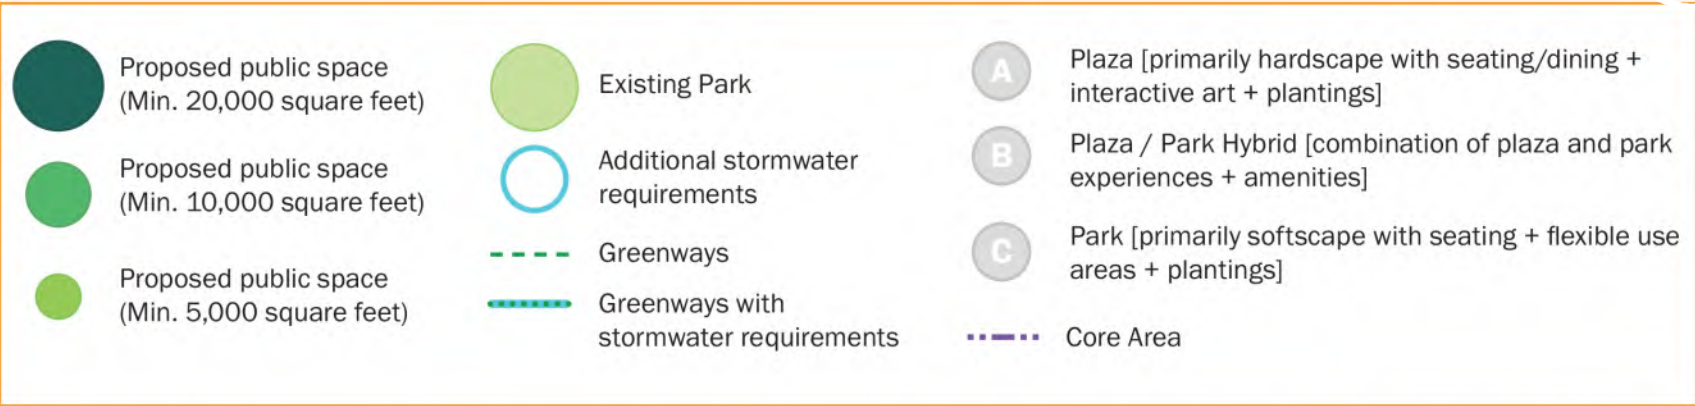 Proposed public space
(Min. 20,000 square feet)
Proposed public space
(Min. 10,000 square feet)
Proposed public space
(Min. 5,000 square feet)
Existing Park
Additional stormwater
requirements
Greenways
Greenways with
stormwater requirements
A
Plaza [primarily hardscape with seating/dining +
interactive art + plantings]
B
Plaza / Park Hybrid [combination of plaza and park
experiences + amenities]
C
Park [primarily softscape with seating + flexible use
areas + plantings]
Core Area